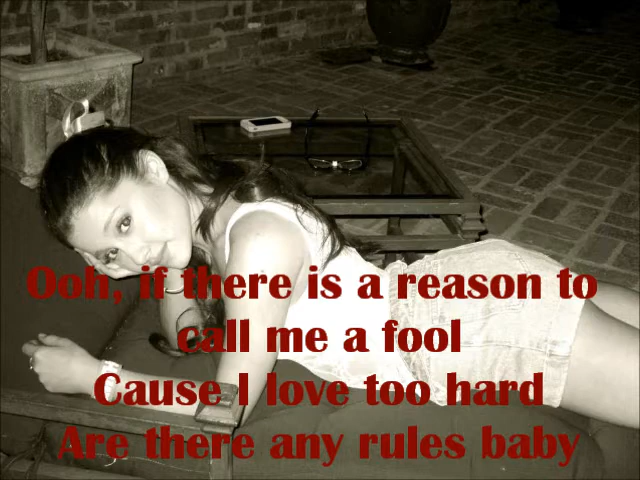 Ooh, if there is a reason to
call me a fool
Cause I love too hard
Are there any rules baby